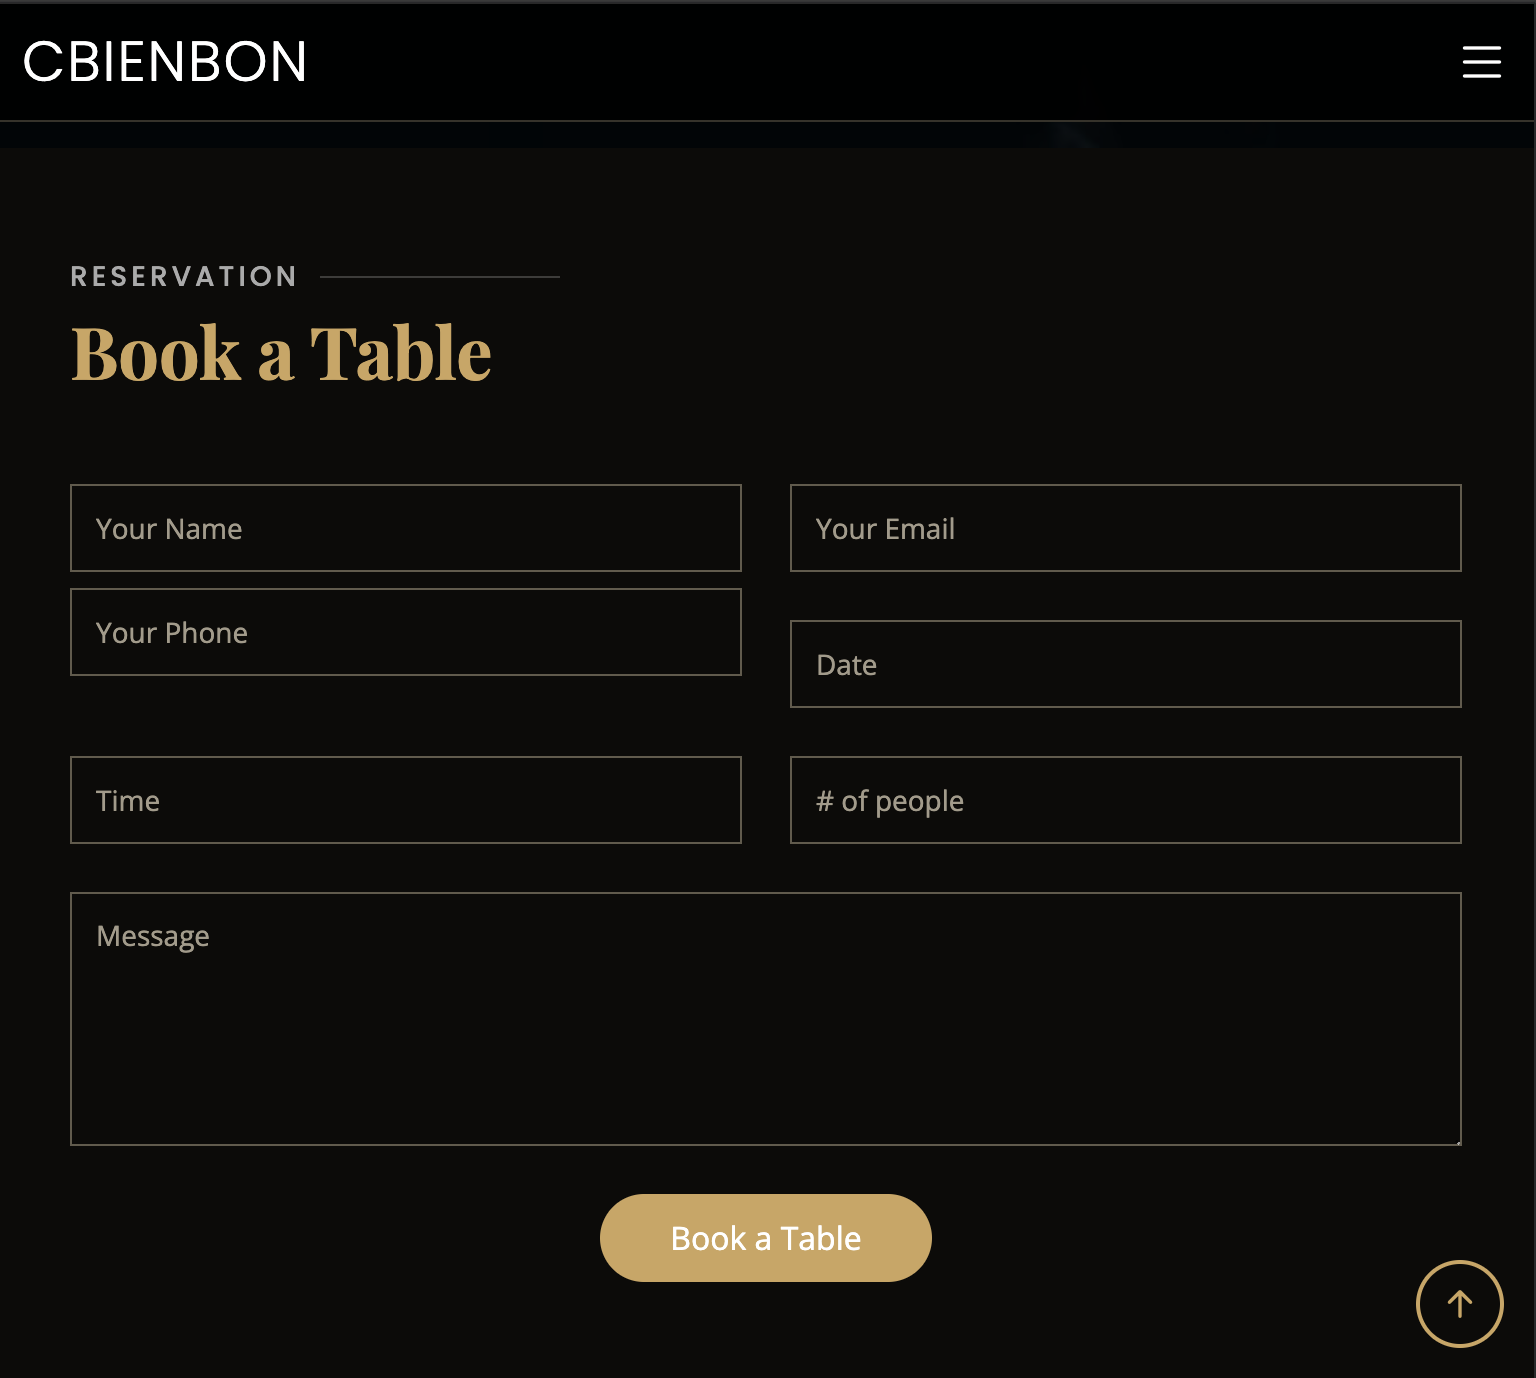 CBIENBON
RESERVATION
Book a Table
Your Name
Your Email
Your Phone
Date
Time
# of people
Message
Book a Table